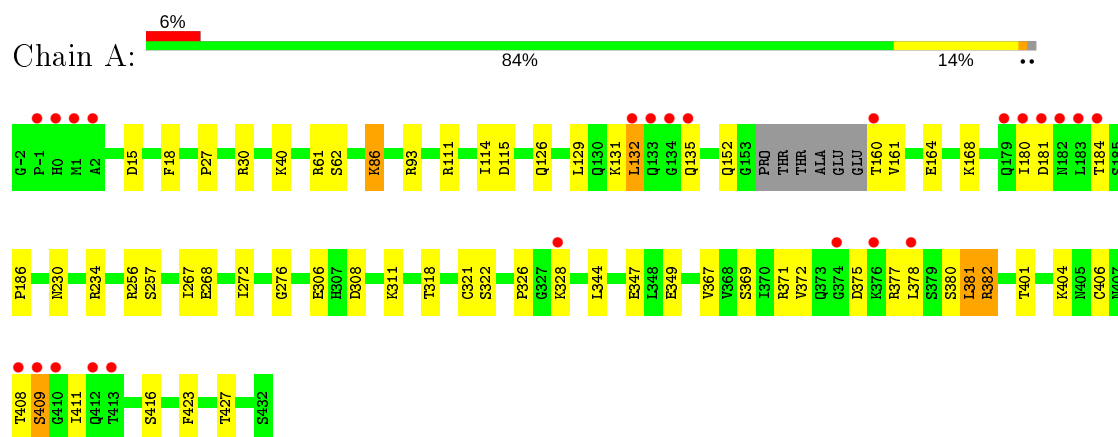 6%
Chain A:
84% 14%
G-2 P-1 H0 M1 A2 D15 F18 P27 R30 K40 R61 S62 K86 R93 R111 I114 D115 Q126 L129 Q130 K131 L132 Q133 G134 Q135 Q152 G153 PRO THR THR ALA GLU GLU T160 V161 E164 K168 Q179 I180 D181 N182 L183 T184 S185
P186 N230 R234 R256 S257 I267 E268 I272 G276 E306 H307 D308 K311 T318 C321 S322 P326 G327 K328 L344 E347 L348 E349 V367 V368 S369 I370 R371 V372 Q373 G374 D375 K376 R377 L378 S379 S380 L381 R382 T401 K404 N405 C406 N407
T408 S409 G410 I411 Q412 T413 S416 F423 T427 S432